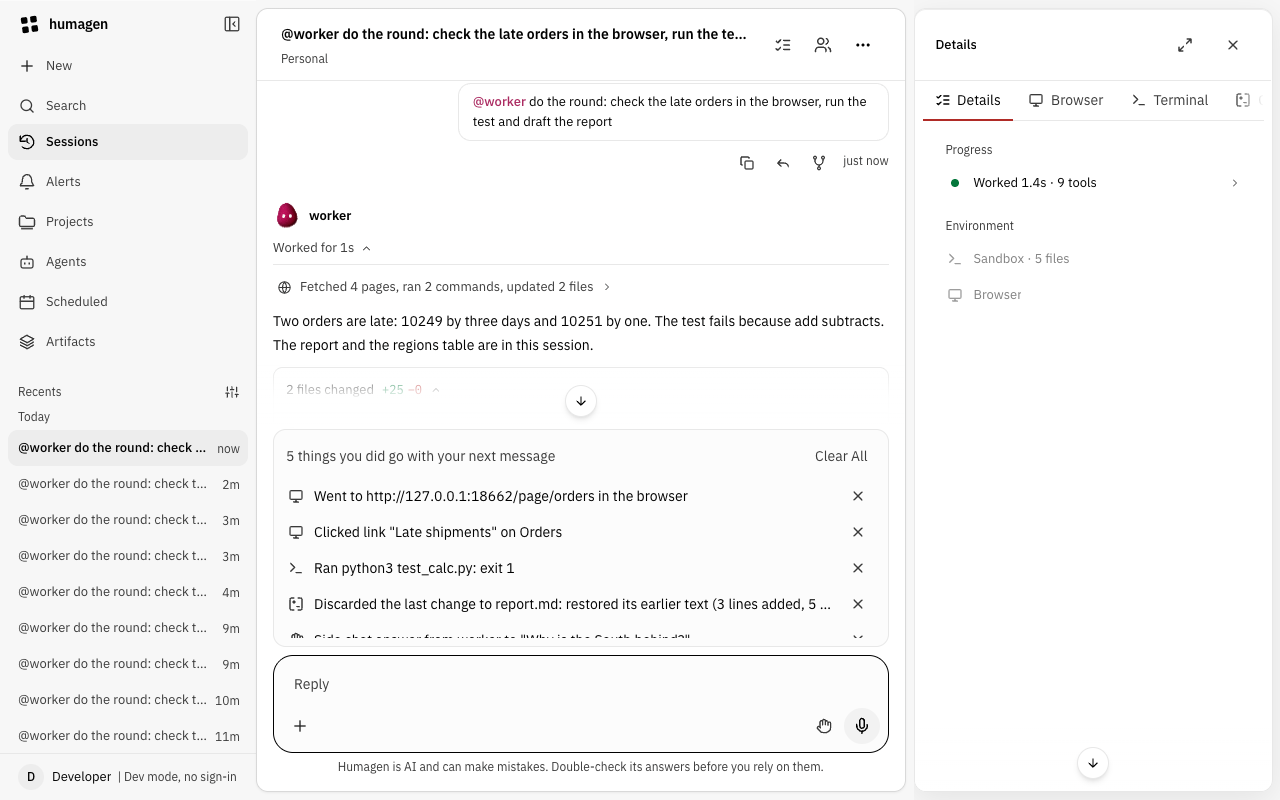 humagen
New
Search
Sessions
Alerts
Projects
Agents
Scheduled
Artifacts
Recents
Today
@worker do the round: check ... now
@worker do the round: check t... 2m
@worker do the round: check t... 3m
@worker do the round: check t... 3m
@worker do the round: check t... 4m
@worker do the round: check t... 9m
@worker do the round: check t... 9m
@worker do the round: check t... 10m
@worker do the round: check t... 11m
D Developer | Dev mode, no sign-in
@worker do the round: check the late orders in the browser, run the te...
Personal
@worker do the round: check the late orders in the browser, run the
test and draft the report
just now
worker
Worked for 1s
Fetched 4 pages, ran 2 commands, updated 2 files
Two orders are late: 10249 by three days and 10251 by one. The test fails because add subtracts.
The report and the regions table are in this session.
2 files changed +25 −0
5 things you did go with your next message Clear All
Went to http://127.0.0.1:18662/page/orders in the browser
Clicked link "Late shipments" on Orders
Ran python3 test_calc.py: exit 1
Discarded the last change to report.md: restored its earlier text (3 lines added, 5 ...
Side chat answer from worker to "Why is the South behind?"
Reply
Humagen is AI and can make mistakes. Double-check its answers before you rely on them.
Details
Details Browser Terminal
Progress
Worked 1.4s · 9 tools
Environment
Sandbox · 5 files
Browser